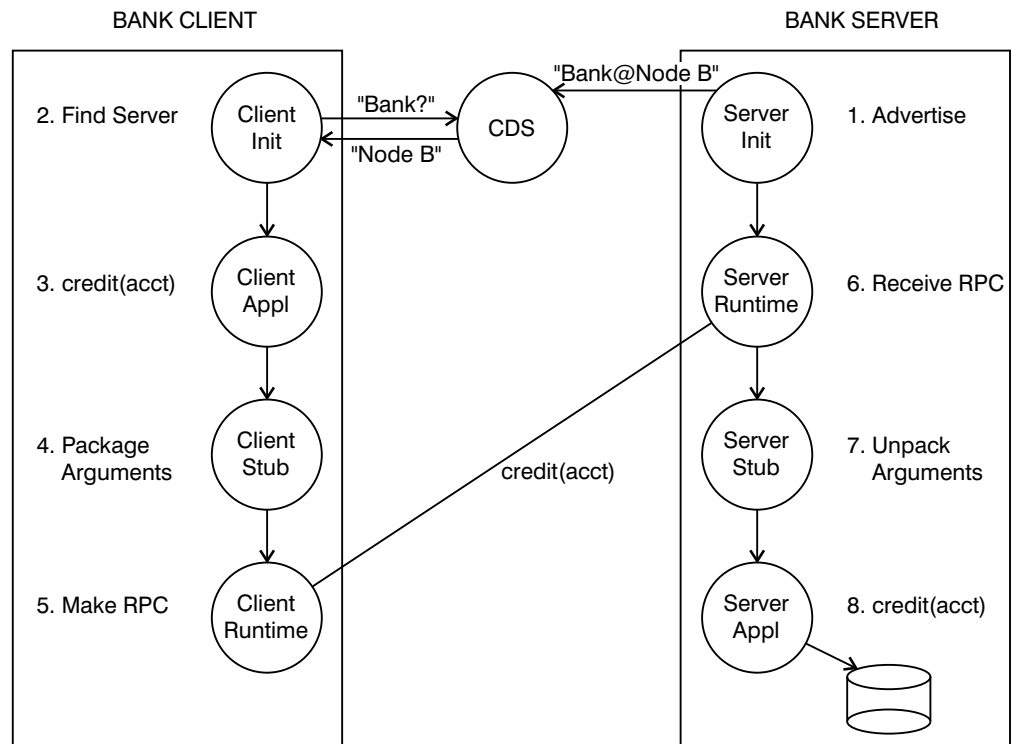 BANK CLIENT
BANK SERVER
"Bank@Node B"
2. Find Server
Client
Init
"Bank?"
"Node B"
CDS
Server
Init
1. Advertise
3. credit(acct)
Client
Appl
Server
Runtime
6. Receive RPC
4. Package
Arguments
Client
Stub
credit(acct)
Server
Stub
7. Unpack
Arguments
5. Make RPC
Client
Runtime
Server
Appl
8. credit(acct)